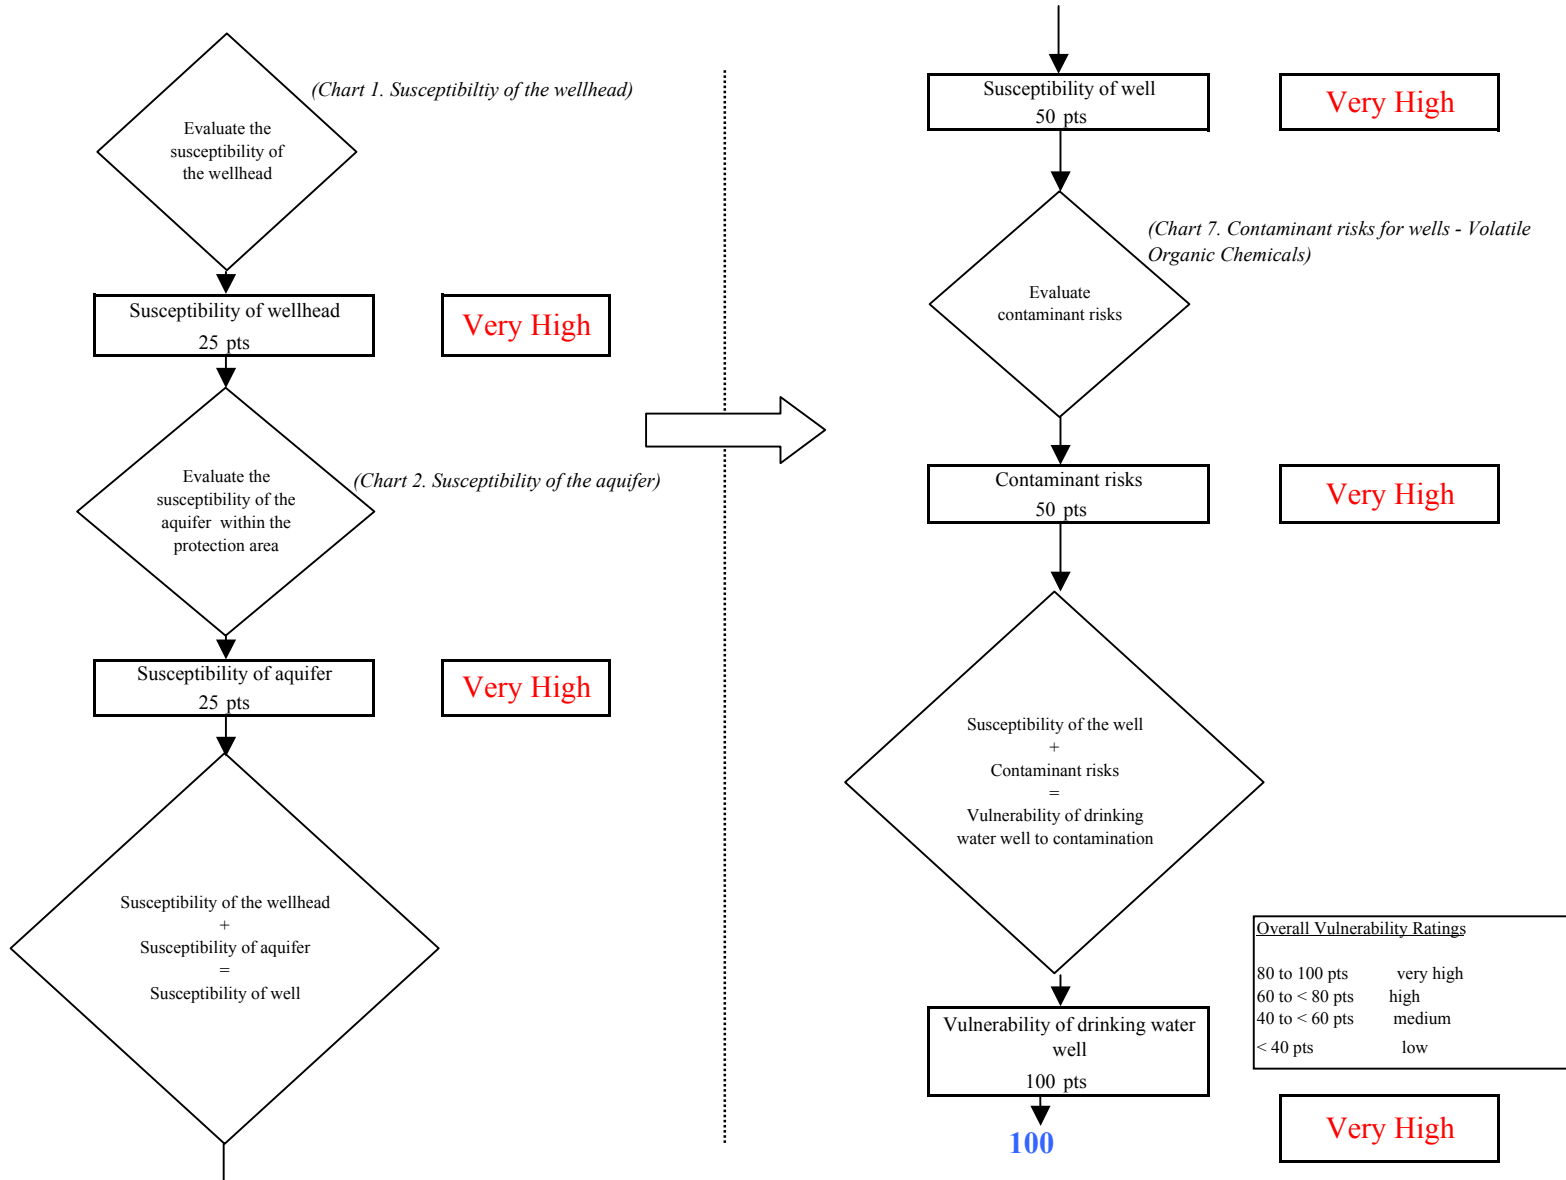 (Chart 1. Susceptibiltiy of the wellhead)
Evaluate the
susceptibility of
the wellhead
Susceptibility of wellhead
25 pts
Very High
Evaluate the
susceptibility of the
aquifer within the
protection area
(Chart 2. Susceptibility of the aquifer)
Susceptibility of aquifer
25 pts
Very High
Susceptibility of the wellhead
+
Susceptibility of aquifer
=
Susceptibility of well
Susceptibility of well
50 pts
Very High
(Chart 7. Contaminant risks for wells - Volatile
Organic Chemicals)
Evaluate
contaminant risks
Contaminant risks
50 pts
Very High
Susceptibility of the well
+
Contaminant risks
=
Vulnerability of drinking
water well to contamination
Overall Vulnerability Ratings
80 to 100 pts very high
60 to < 80 pts high
40 to < 60 pts medium
< 40 pts low
Vulnerability of drinking water
well
100 pts
100
Very High